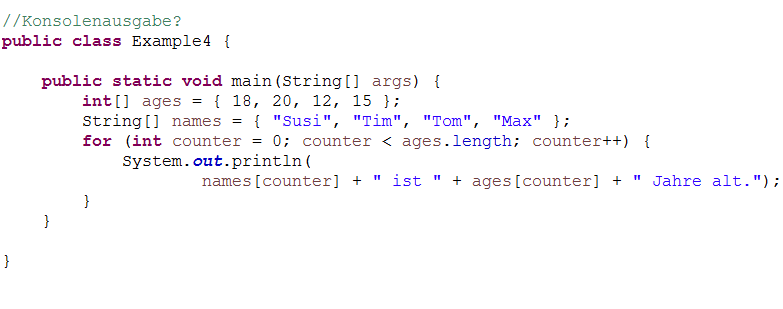 //Konsolenausgabe?
public class Example4 {
public static void main(String[] args) {
int[] ages = { 18, 20, 12, 15 };
String[] names = { "Susi", "Tim", "Tom", "Max" };
for (int counter = 0; counter < ages.length; counter++) {
System.out.println(
names[counter] + " ist " + ages[counter] + " Jahre alt.");
}
}
}